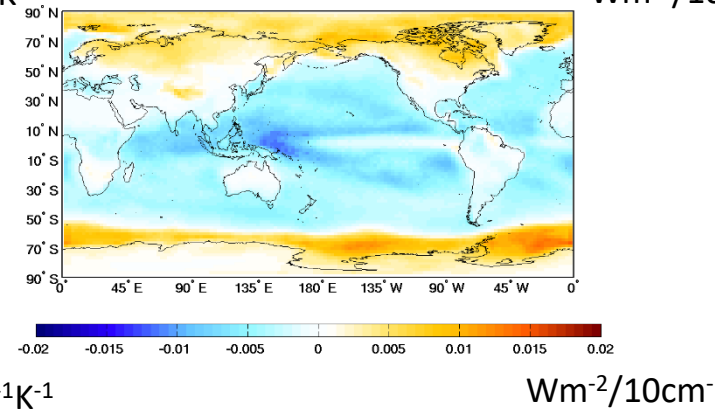 90° N
70° N
50° N
30° N
10° N
10° S
30° S
50° S
70° S
90° S
0° 45° E 90° E 135° E 180° E 135° W 90° W 45° W 0°
-0.02 -0.015 -0.01 -0.005 0 0.005 0.01 0.015 0.02
K⁻¹ Wm⁻²/10cm⁻